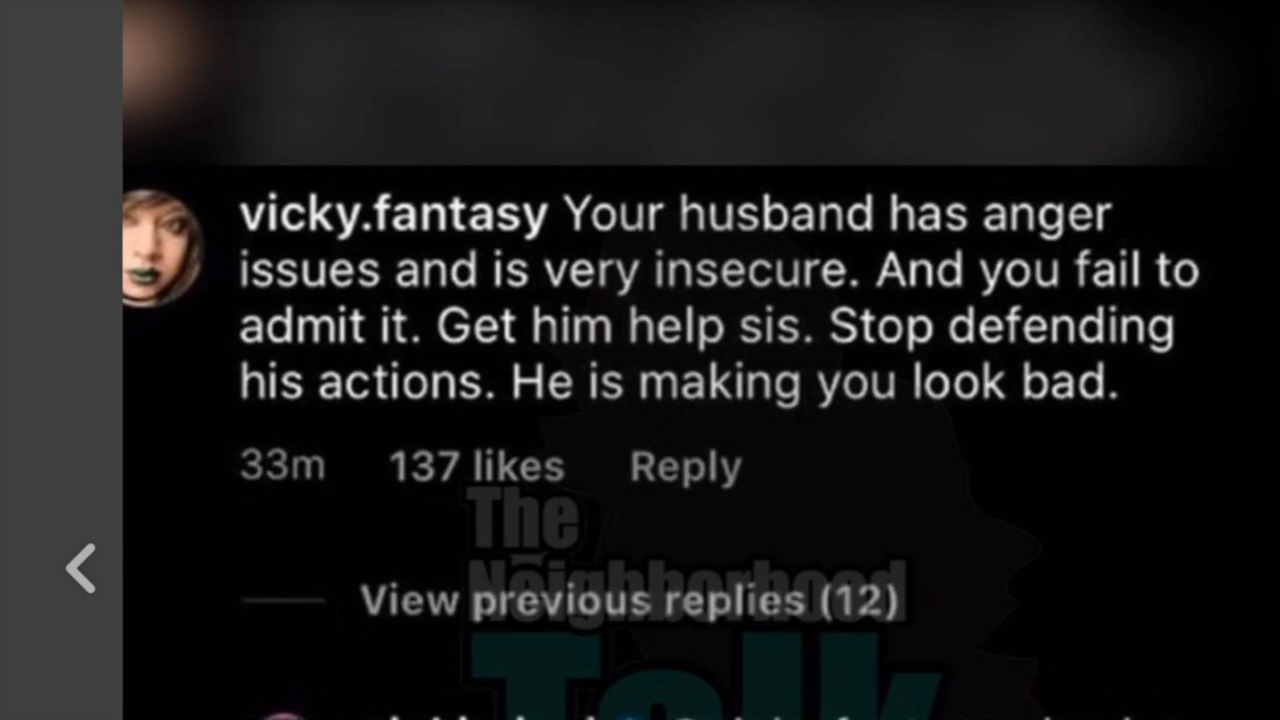 vicky.fantasy Your husband has anger
issues and is very insecure. And you fail to
admit it. Get him help sis. Stop defending
his actions. He is making you look bad.
33m 137 likes Reply
The
Neighborhood
View previous replies (12)
Talk